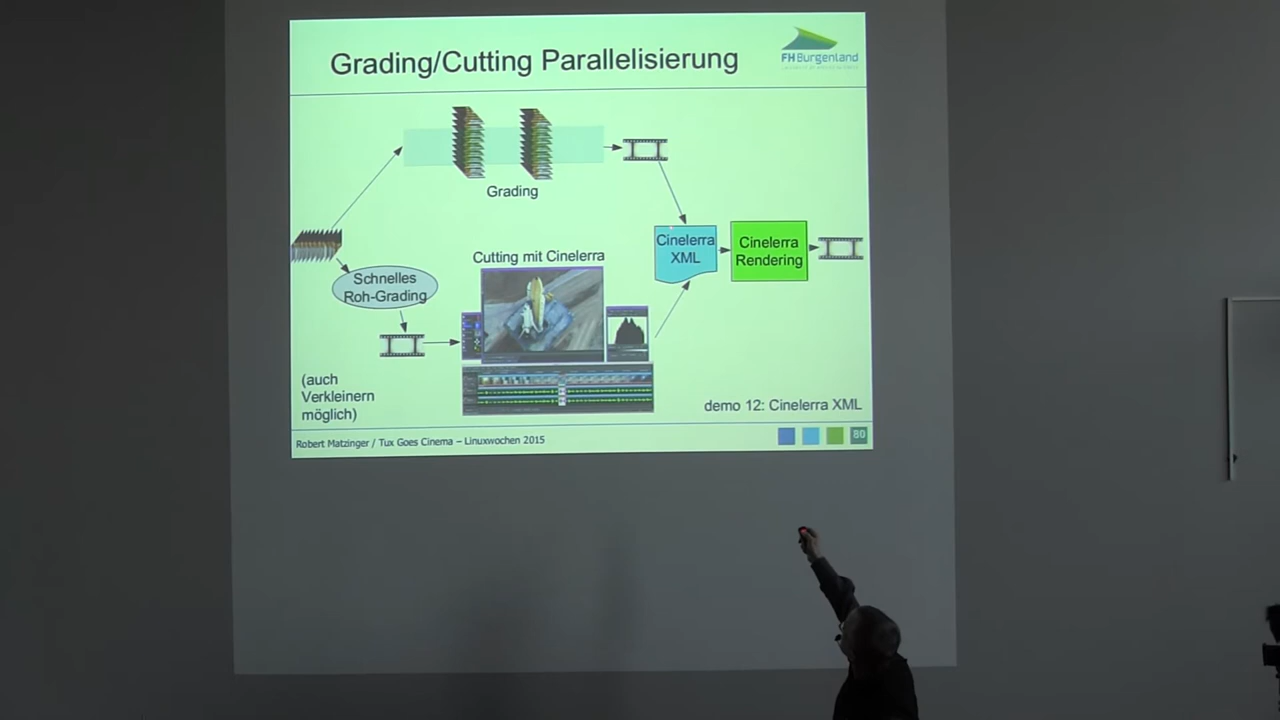 Grading/Cutting Parallelisierung
FH Burgenland
Grading
Cinelerra
XML
Cinelerra
Rendering
Cutting mit Cinelerra
Schnelles
Roh-Grading
(auch
Verkleinern
möglich)
demo 12: Cinelerra XML
Robert Matzinger / Tux Goes Cinema – Linuxwochen 2015
80